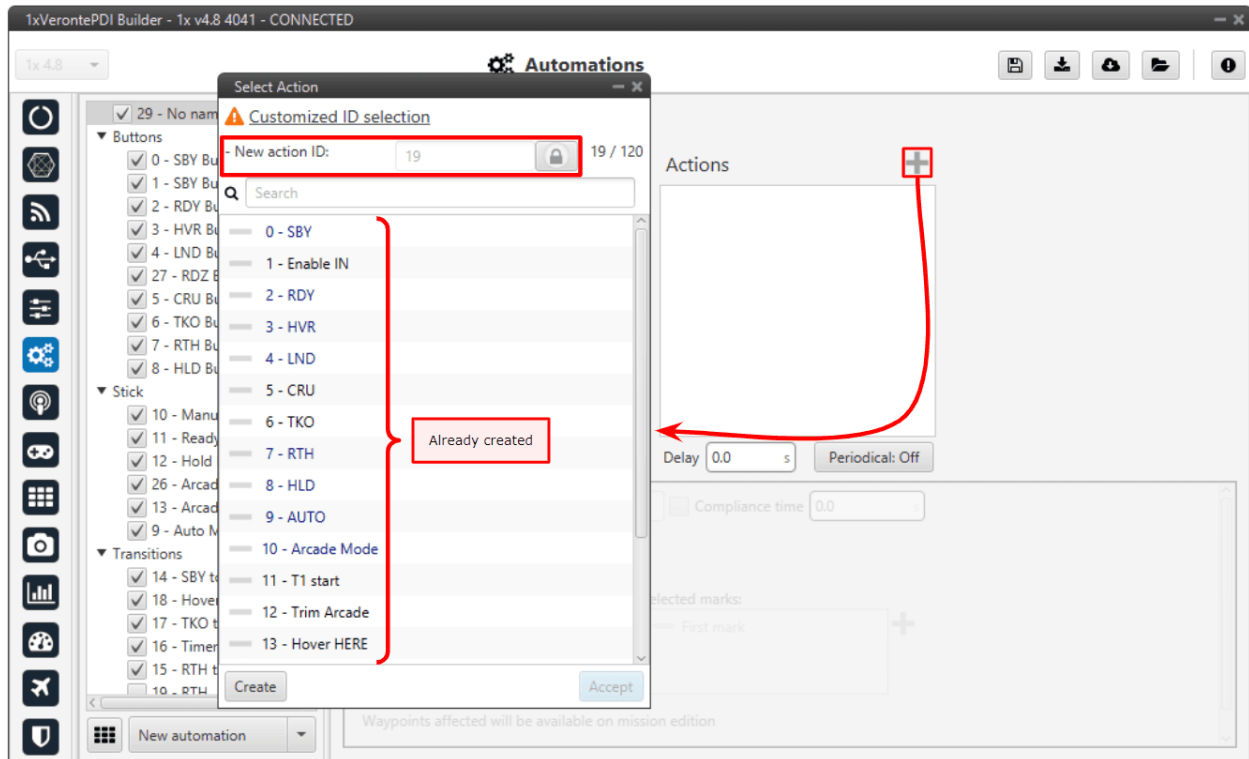 1xVerontePDI Builder - 1x v4.8 4041 - CONNECTED
1x 4.8
Automations
Select Action
Customized ID selection
- New action ID:
19
19 / 120
Search
0 - SBY
1 - Enable IN
2 - RDY
3 - HVR
4 - LND
5 - CRU
6 - TKO
7 - RTH
8 - HLD
9 - AUTO
10 - Arcade Mode
11 - T1 start
12 - Trim Arcade
13 - Hover HERE
Already created
Create
Accept
29 - No nam
Buttons
0 - SBY Bu
1 - SBY Bu
2 - RDY Bu
3 - HVR Bu
4 - LND Bu
27 - RDZ B
5 - CRU Bu
6 - TKO Bu
7 - RTH Bu
8 - HLD Bu
Stick
10 - Manu
11 - Ready
12 - Hold
26 - Arcad
13 - Arcad
9 - Auto M
Transitions
14 - SBY to
18 - Hover
17 - TKO t
16 - Timer
15 - RTH t
19 - RTH
New automation
Actions
Delay 0.0 s
Periodical: Off
Compliance time 0.0 s
elected marks:
First mark
Waypoints affected will be available on mission edition